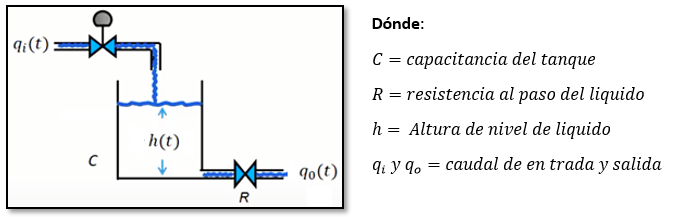 qᵢ(t)
h(t)
C
q₀(t)
R
Dónde:
C = capacitancia del tanque
R = resistencia al paso del liquido
h = Altura de nivel de liquido
qᵢ y qₒ = caudal de en trada y salida